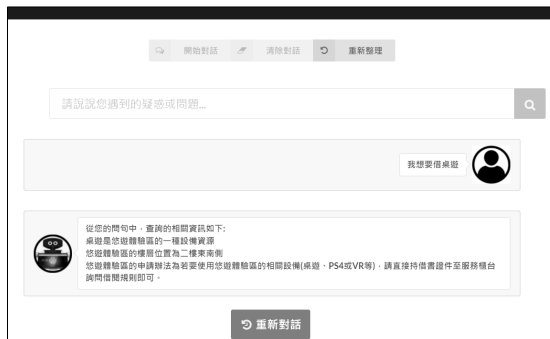 開始對話 清除對話 重新整理
請說說您遇到的疑惑或問題...
我想要借桌遊
從您的問句中，查詢的相關資訊如下:
桌遊是悠遊體驗區的一種設備資源
悠遊體驗區的樓層位置為二樓東南側
悠遊體驗區的申請辦法為若要使用悠遊體驗區的相關設備(桌遊、PS4或VR等)，請直接持借書證件至服務櫃台
詢問借閱規則即可。
重新對話